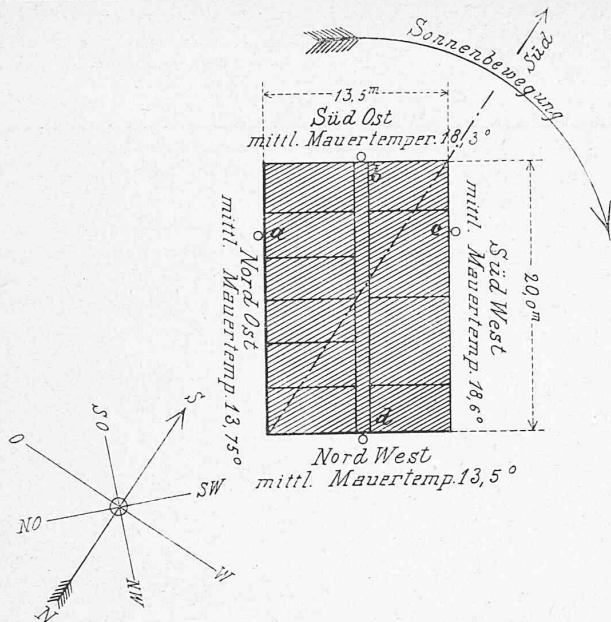 Sonnenbewegung
Süd
13,5ᵐ
Süd Ost
mittl. Mauertemper. 18,3°
b
a
c
Nord Ost
mittl. Mauertemp. 13,75°
Süd West
mittl. Mauertemp. 18,6°
20,0ᵐ
d
Nord West
mittl. Mauertemp. 13,5°
S
SO
O
SW
NO
W
NW
N